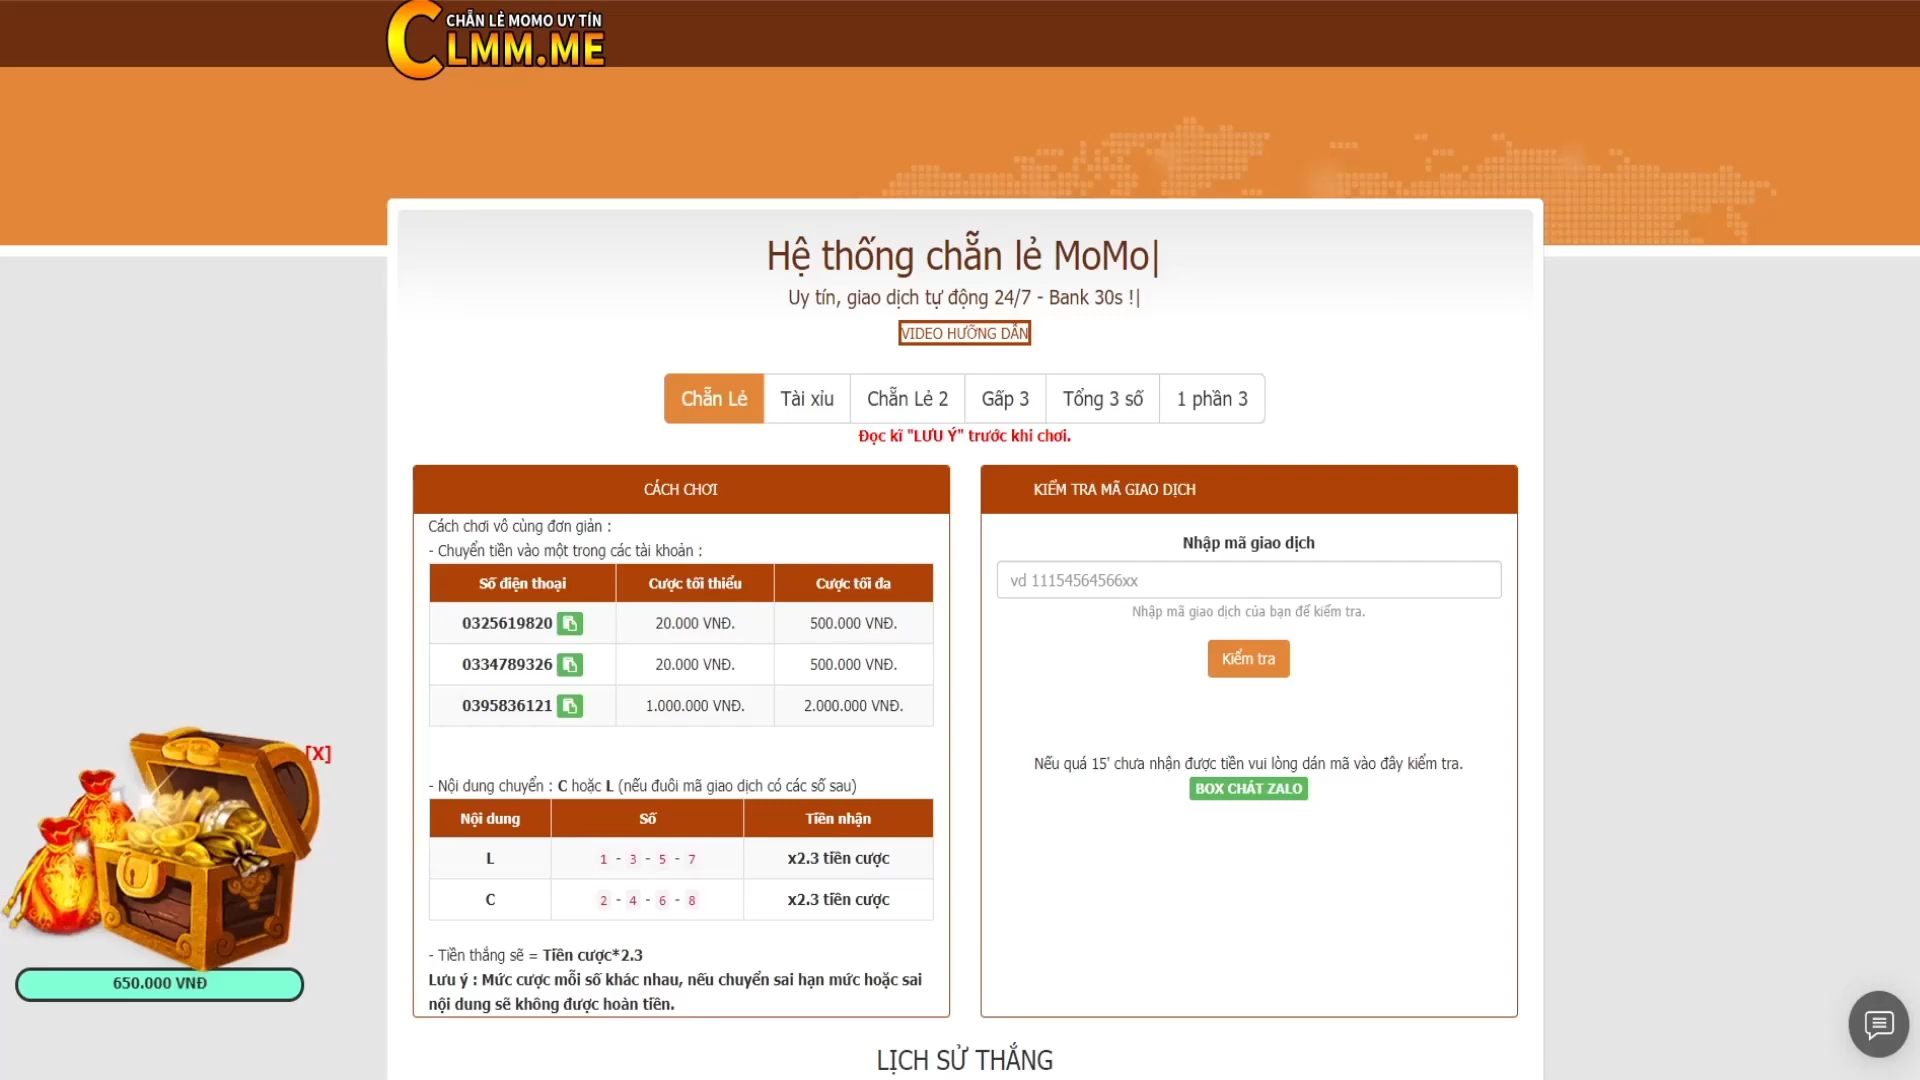 CHẴN LẺ MOMO UY TÍN
CLMM.ME
Hệ thống chẵn lẻ MoMo|
Uy tín, giao dịch tự động 24/7 - Bank 30s !|
VIDEO HƯỠNG DẪN
Chẵn Lẻ
Tài xỉu
Chẵn Lẻ 2
Gấp 3
Tổng 3 số
1 phần 3
Đọc kĩ "LƯU Ý" trước khi chơi.
CÁCH CHƠI
Cách chơi vô cùng đơn giản :
- Chuyển tiền vào một trong các tài khoản :
Số điện thoại Cược tối thiểu Cược tối đa
0325619820 20.000 VNĐ. 500.000 VNĐ.
0334789326 20.000 VNĐ. 500.000 VNĐ.
0395836121 1.000.000 VNĐ. 2.000.000 VNĐ.
- Nội dung chuyển : C hoặc L (nếu đuôi mã giao dịch có các số sau)
Nội dung Số Tiền nhận
L 1 - 3 - 5 - 7 x2.3 tiền cược
C 2 - 4 - 6 - 8 x2.3 tiền cược
- Tiền thắng sẽ = Tiền cược*2.3
Lưu ý : Mức cược mỗi số khác nhau, nếu chuyển sai hạn mức hoặc sai
nội dung sẽ không được hoàn tiền.
KIỂM TRA MÃ GIAO DỊCH
Nhập mã giao dịch
vd 11154564566xx
Nhập mã giao dịch của bạn để kiểm tra.
Kiểm tra
Nếu quá 15' chưa nhận được tiền vui lòng dán mã vào đây kiểm tra.
BOX CHÁT ZALO
[X]
650.000 VNĐ
LỊCH SỬ THẮNG